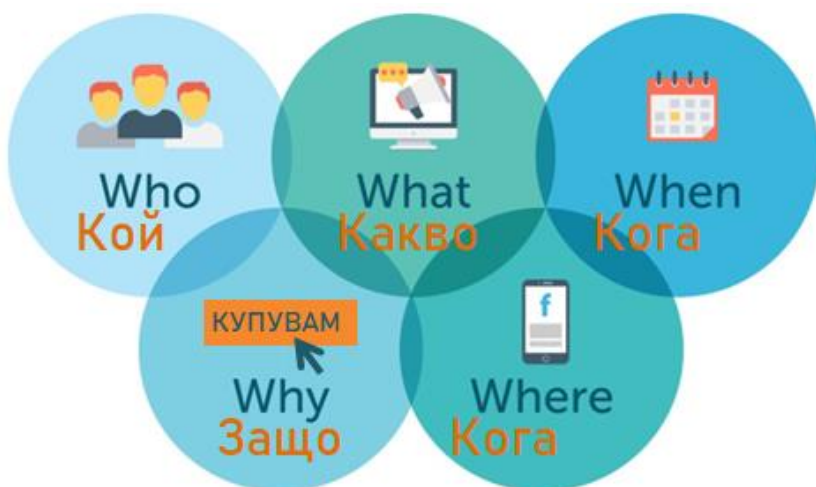 Who
Кой
What
Какво
When
Кога
КУПУВАМ
Why
Защо
f
Where
Кога